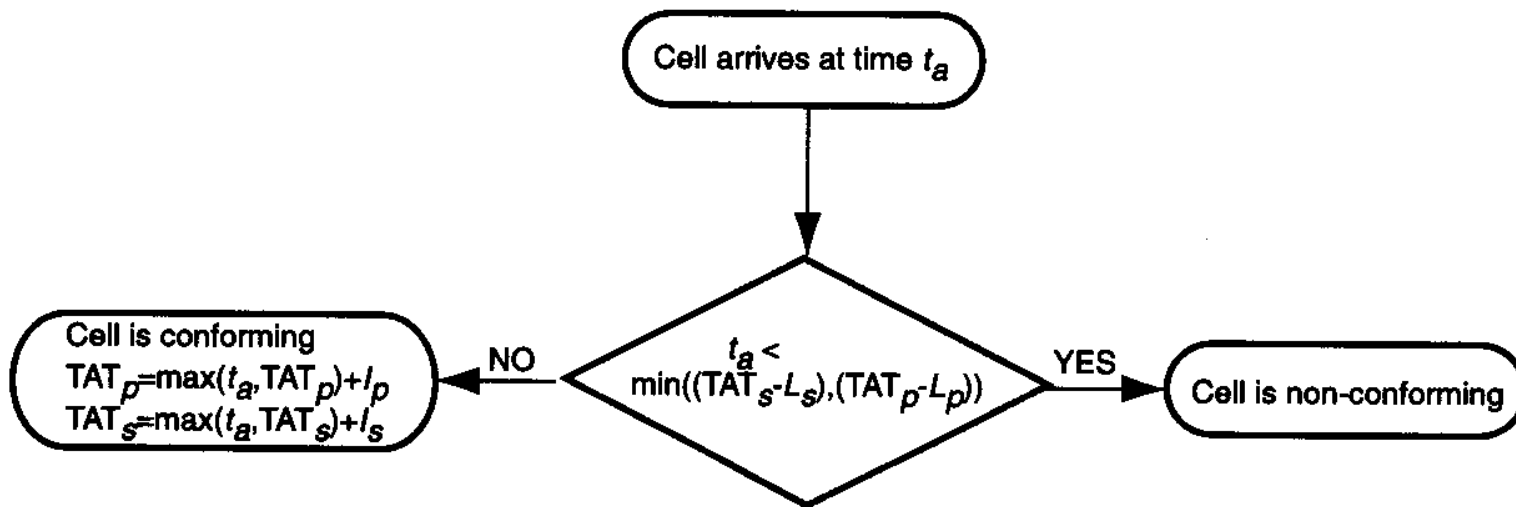 Cell arrives at time ta
Cell is conforming
TATp=max(ta,TATp)+Ip
TATs=max(ta,TATs)+Is
NO
ta <
min((TATs-Ls),(TATp-Lp))
YES
Cell is non-conforming